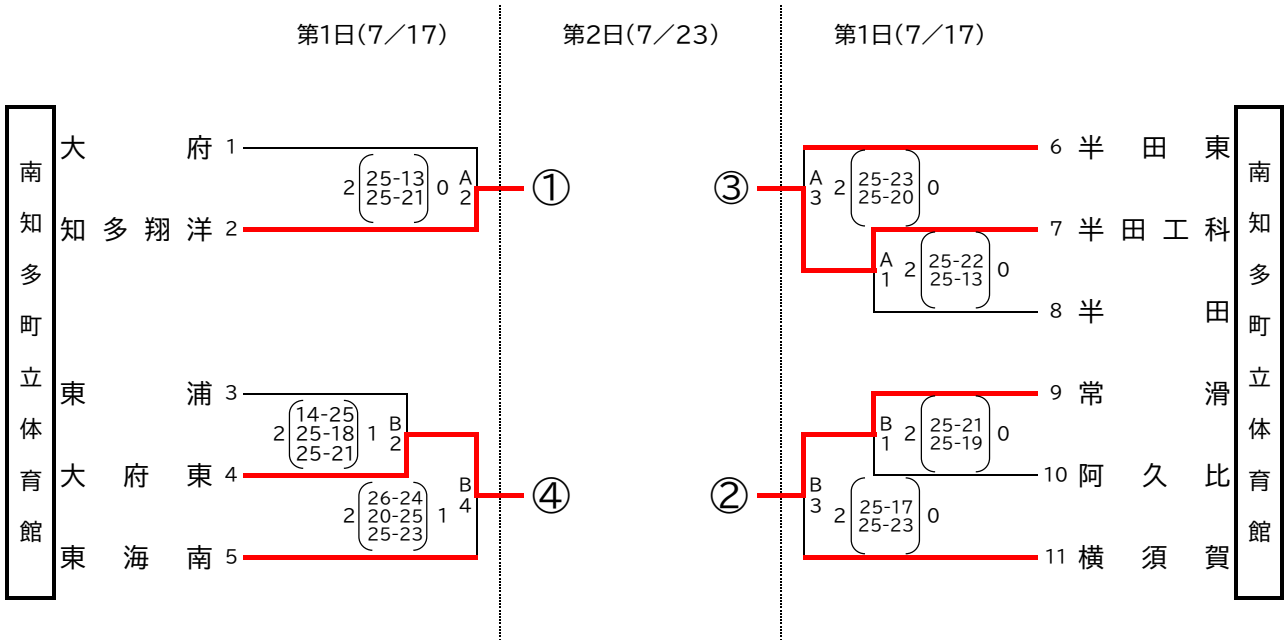 第1日(7／17)
第2日(7／23)
第1日(7／17)
南知多町立体育館
大府 1
2 25-13 0 A
25-21 2
①
知多翔洋 2
東浦 3
14-25
2 25-18 1 B
25-21 2
大府東 4
26-24 B
2 20-25 1 4
25-23
④
東海南 5
6 半田東
③
A 2 25-23 0
3 25-20
7 半田工科
A 2 25-22 0
1 25-13
8 半田
9 常滑
B 2 25-21 0
1 25-19
10 阿久比
②
B 2 25-17 0
3 25-23
11 横須賀
南知多町立体育館